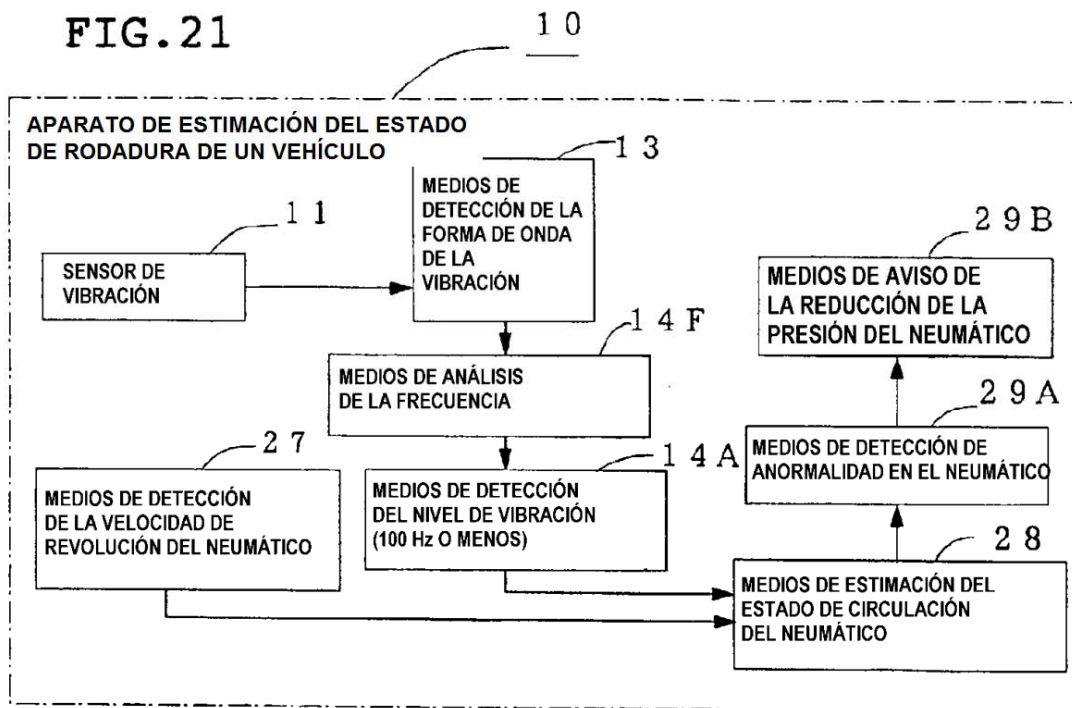 FIG.21
10
APARATO DE ESTIMACIÓN DEL ESTADO
DE RODADURA DE UN VEHÍCULO
13
MEDIOS DE
DETECCIÓN DE LA
FORMA DE ONDA
DE LA
VIBRACIÓN
11
SENSOR DE
VIBRACIÓN
29B
MEDIOS DE AVISO DE
LA REDUCCIÓN DE LA
PRESIÓN DEL NEUMÁTICO
14F
MEDIOS DE ANÁLISIS
DE LA FRECUENCIA
29A
MEDIOS DE DETECCIÓN DE
ANORMALIDAD EN EL NEUMÁTICO
27
MEDIOS DE DETECCIÓN
DE LA VELOCIDAD DE
REVOLUCIÓN DEL NEUMÁTICO
14A
MEDIOS DE DETECCIÓN
DEL NIVEL DE VIBRACIÓN
(100 Hz O MENOS)
28
MEDIOS DE ESTIMACIÓN DEL
ESTADO DE CIRCULACIÓN
DEL NEUMÁTICO